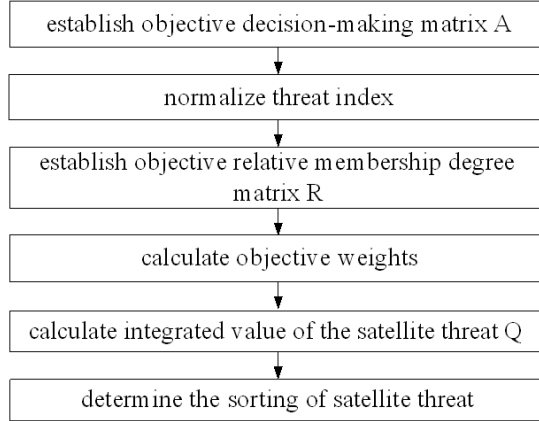 establish objective decision-making matrix A
normalize threat index
establish objective relative membership degree
matrix R
calculate objective weights
calculate integrated value of the satellite threat Q
determine the sorting of satellite threat